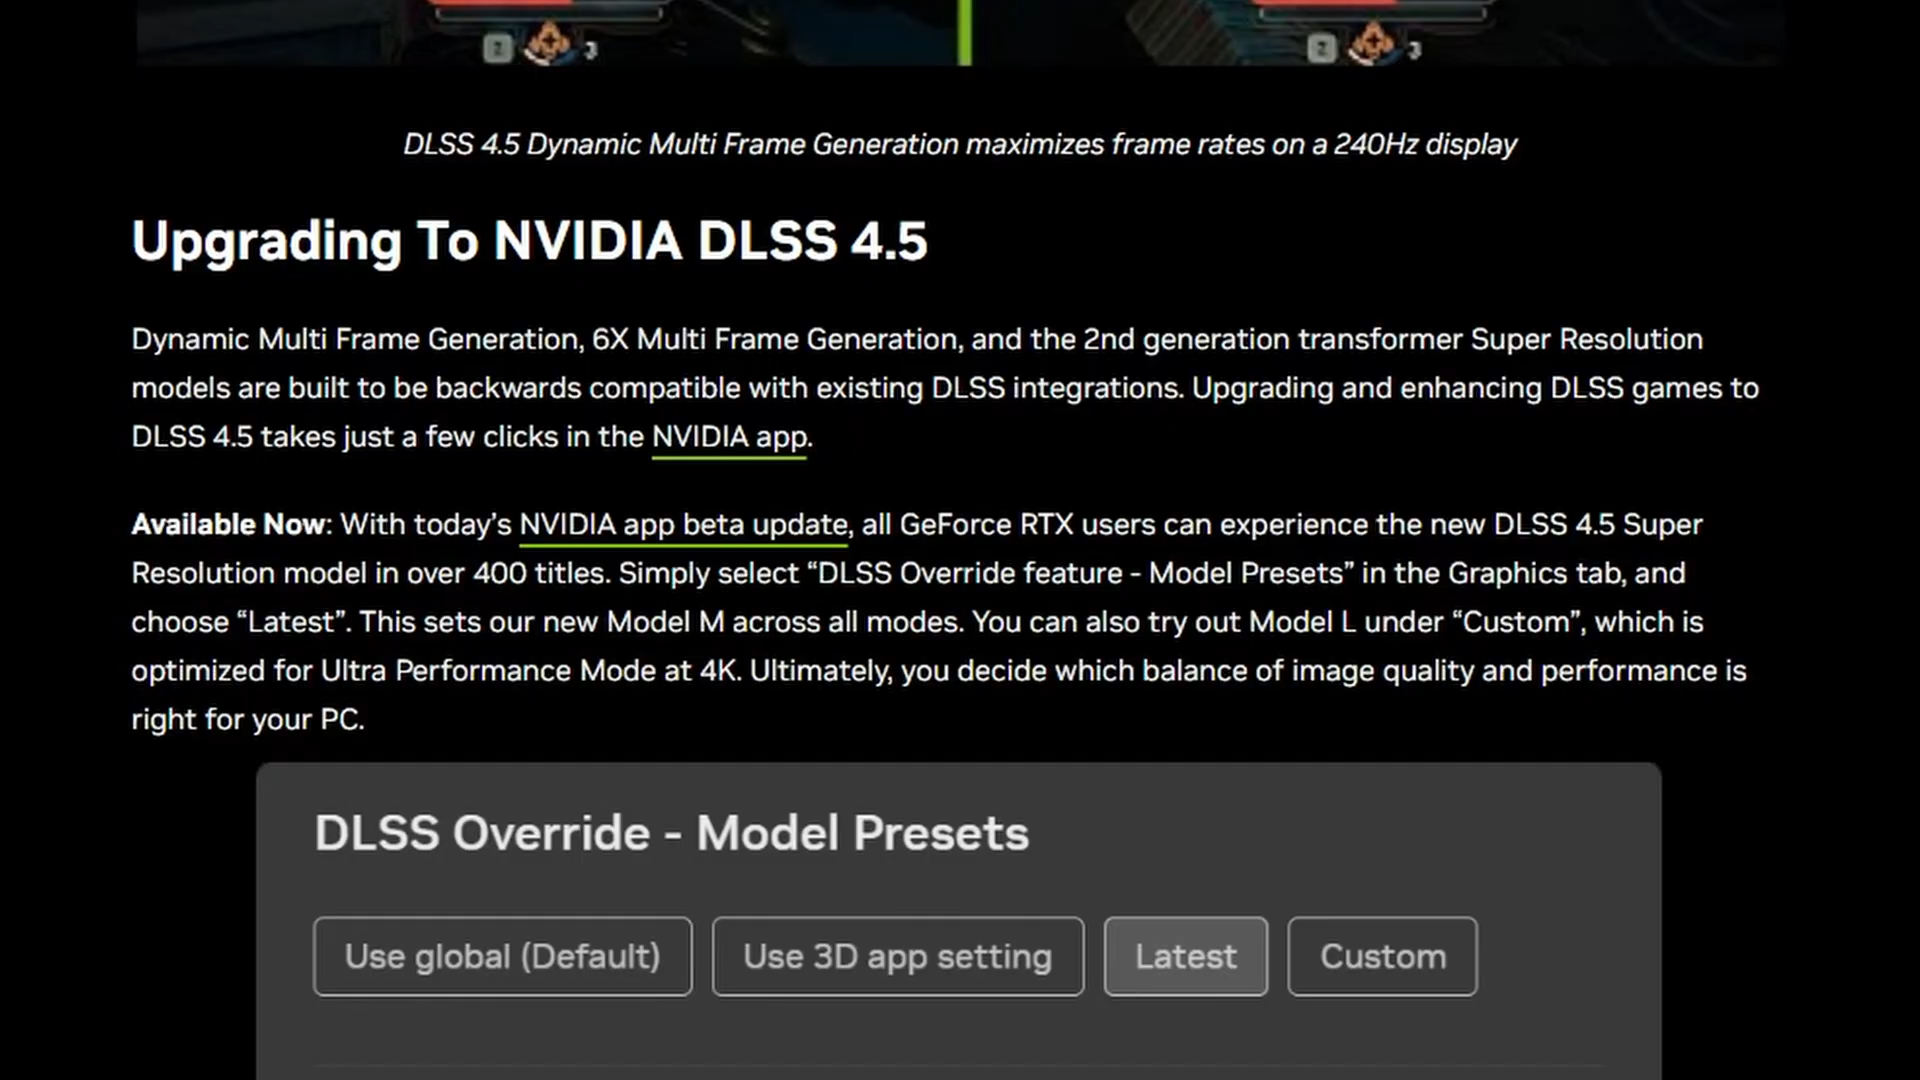 2 3 2 3
DLSS 4.5 Dynamic Multi Frame Generation maximizes frame rates on a 240Hz display
Upgrading To NVIDIA DLSS 4.5
Dynamic Multi Frame Generation, 6X Multi Frame Generation, and the 2nd generation transformer Super Resolution
models are built to be backwards compatible with existing DLSS integrations. Upgrading and enhancing DLSS games to
DLSS 4.5 takes just a few clicks in the NVIDIA app.
Available Now: With today’s NVIDIA app beta update, all GeForce RTX users can experience the new DLSS 4.5 Super
Resolution model in over 400 titles. Simply select “DLSS Override feature - Model Presets” in the Graphics tab, and
choose “Latest”. This sets our new Model M across all modes. You can also try out Model L under “Custom”, which is
optimized for Ultra Performance Mode at 4K. Ultimately, you decide which balance of image quality and performance is
right for your PC.
DLSS Override - Model Presets
Use global (Default) Use 3D app setting Latest Custom